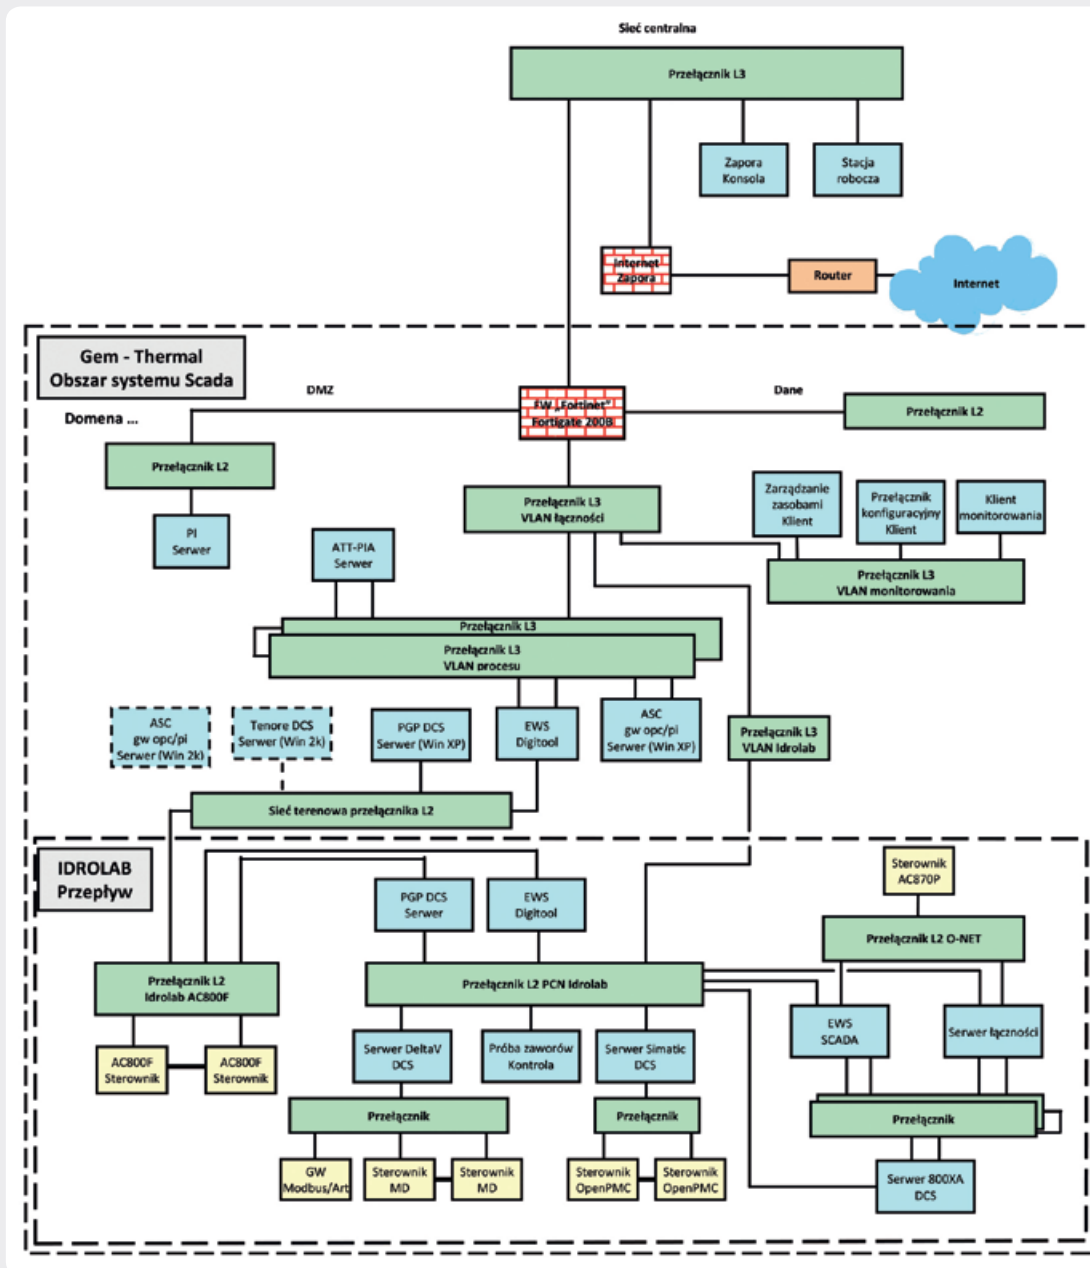 Sieć centralna
Przełącznik L3
Zapora
Konsola
Stacja
robocza
Internet
Zapora
Router
Internet
Gem - Thermal
Obszar systemu Scada
DMZ
Dane
Domena ...
FW „Fortinet”
Fortigate 200B
Przełącznik L2
Przełącznik L2
PI
Serwer
Przełącznik L3
VLAN łączności
Zarządzanie
zasobami
Klient
Przełącznik
konfiguracyjny
Klient
Klient
monitorowania
ATT-PIA
Serwer
Przełącznik L3
VLAN monitorowania
Przełącznik L3
Przełącznik L3
VLAN procesu
ASC
gw opc/pi
Serwer (Win 2k)
Tenore DCS
Serwer (Win 2k)
PGP DCS
Serwer (Win XP)
EWS
Digitool
ASC
gw opc/pi
Serwer (Win XP)
Przełącznik L3
VLAN Idrolab
Sieć terenowa przełącznika L2
IDROLAB
Przepływ
PGP DCS
Serwer
EWS
Digitool
Sterownik
AC870P
Przełącznik L2 O-NET
Przełącznik L2
Idrolab AC800F
Przełącznik L2 PCN Idrolab
EWS
SCADA
Serwer łączności
AC800F
Sterownik
AC800F
Sterownik
Serwer DeltaV
DCS
Próba zaworów
Kontrola
Serwer Simatic
DCS
Przełącznik
Przełącznik
Przełącznik
GW
Modbus/Art
Sterownik
MD
Sterownik
MD
Sterownik
OpenPMC
Sterownik
OpenPMC
Serwer 800XA
DCS